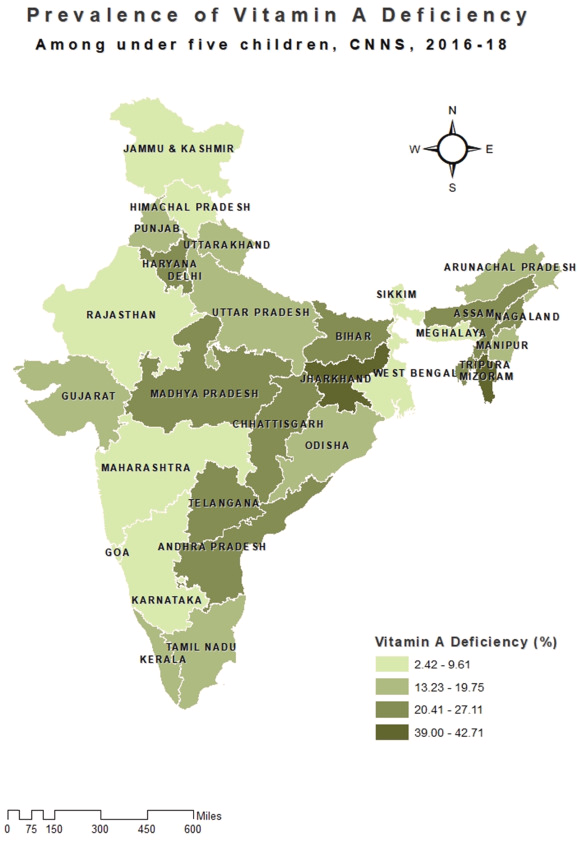 Prevalence of Vitamin A Deficiency
Among under five children, CNNS, 2016-18
N
W
E
S
JAMMU & KASHMIR
HIMACHAL PRADESH
PUNJAB
UTTARAKHAND
HARYANA
DELHI
ARUNACHAL PRADESH
SIKKIM
RAJASTHAN
UTTAR PRADESH
ASSAM
NAGALAND
BIHAR
MEGHALAYA
MANIPUR
TRIPURA
JHARKHAND
WEST BENGAL
MIZORAM
GUJARAT
MADHYA PRADESH
CHHATTISGARH
ODISHA
MAHARASHTRA
TELANGANA
GOA
ANDHRA PRADESH
KARNATAKA
TAMIL NADU
KERALA
Vitamin A Deficiency (%)
2.42 - 9.61
13.23 - 19.75
20.41 - 27.11
39.00 - 42.71
Miles
0 75 150 300 450 600